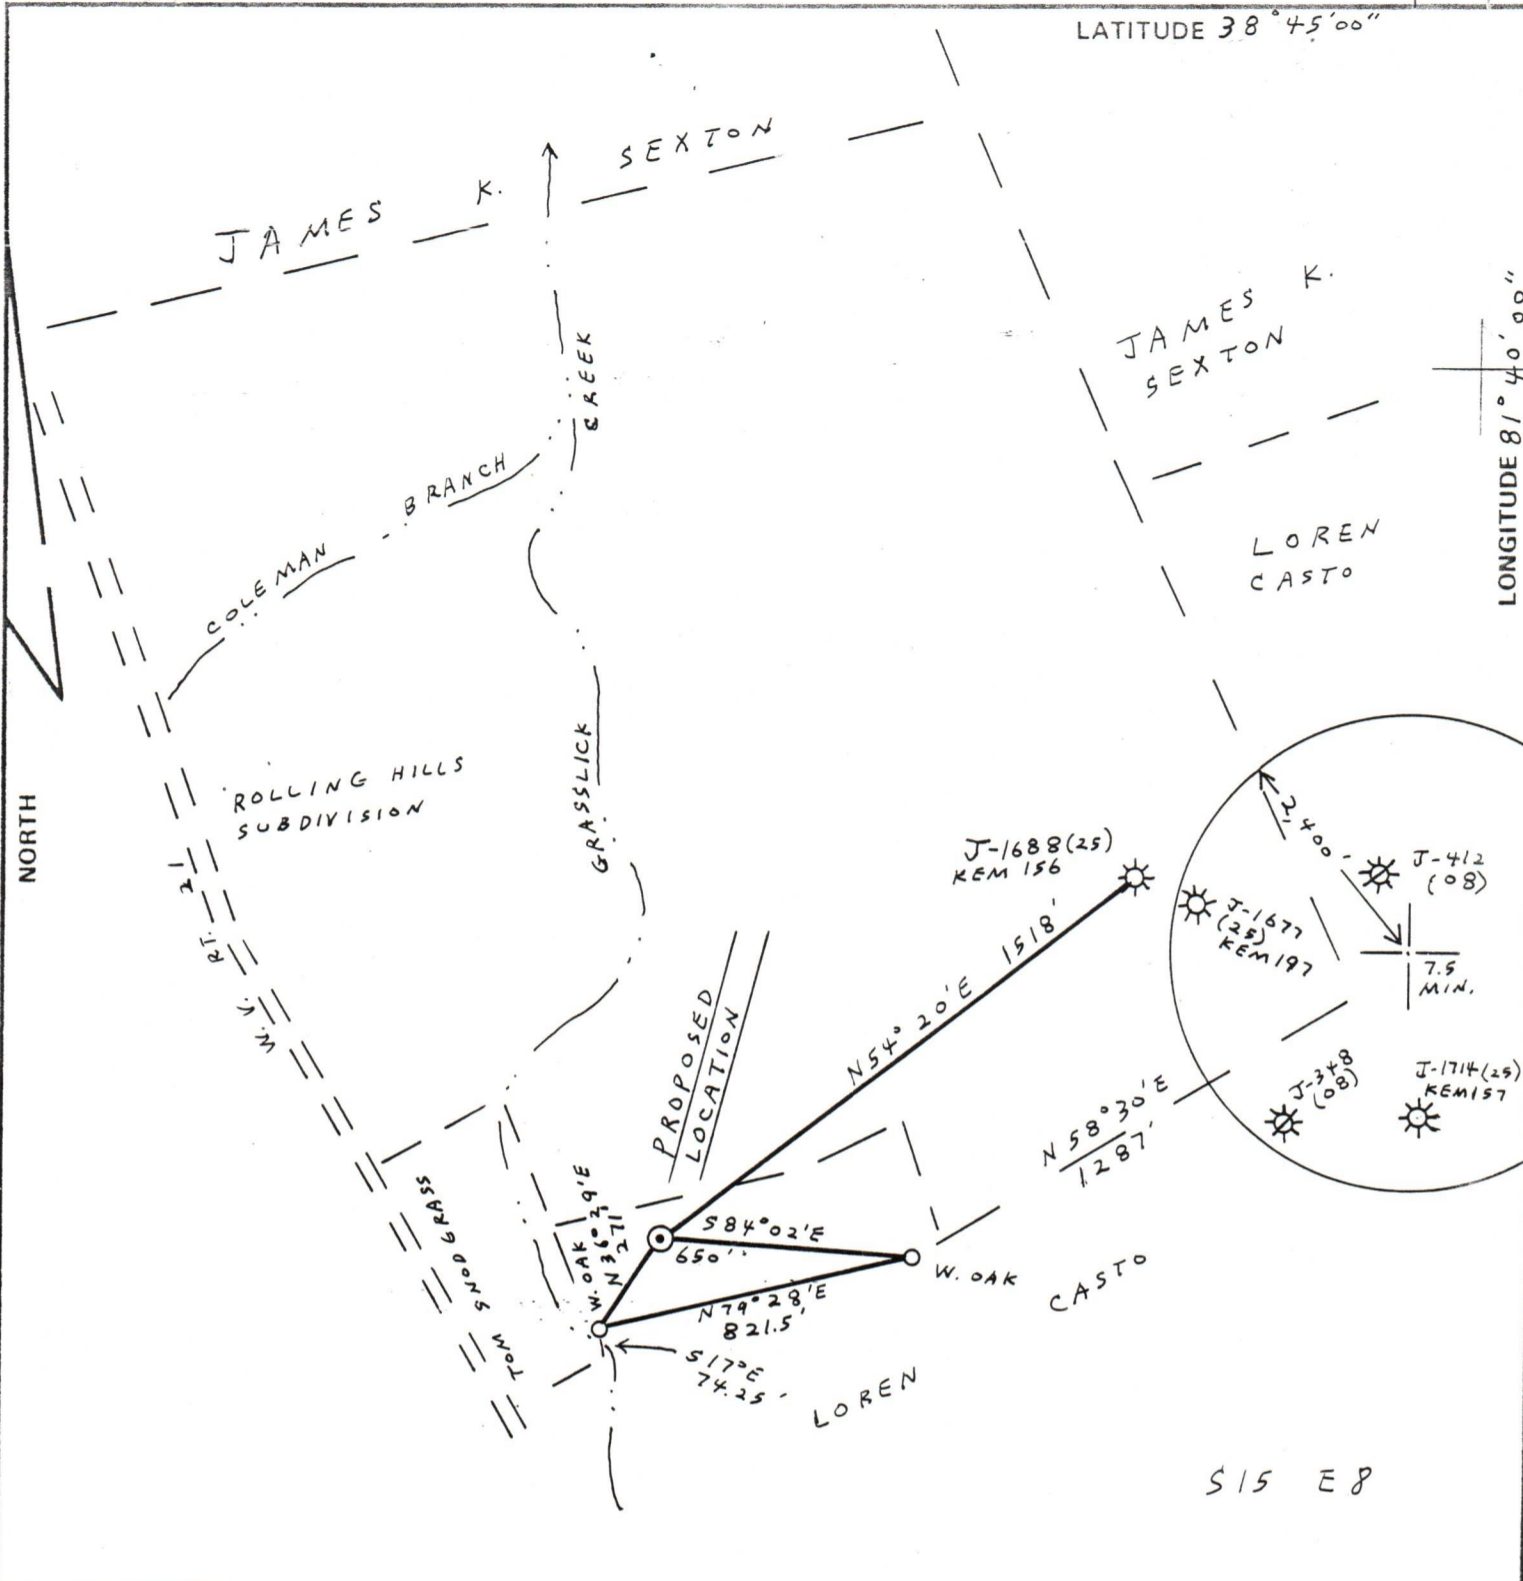 LATITUDE 38°45'00"
JAMES K. SEXTON
JAMES K.
SEXTON
LONGITUDE 81°40'00"
CREEK
COLEMAN BRANCH
LOREN
CASTO
GRASSLICK
ROLLING HILLS
SUBDIVISION
NORTH
W.V. RT. 21
J-1688(25)
KEM 156
2,400'
J-412
(08)
J-1677
(25)
KEM 197
7.5
MIN.
N54°20'E 1518'
PROPOSED
LOCATION
J-348
(08)
J-1714(25)
KEM157
N58°30'E
1287'
TOM SNODGRASS
W. OAK
N36°29'E
271'
S84°02'E
650'
W. OAK
N79°28'E
821.5'
S17°E
74.25'
LOREN CASTO
S15 E8